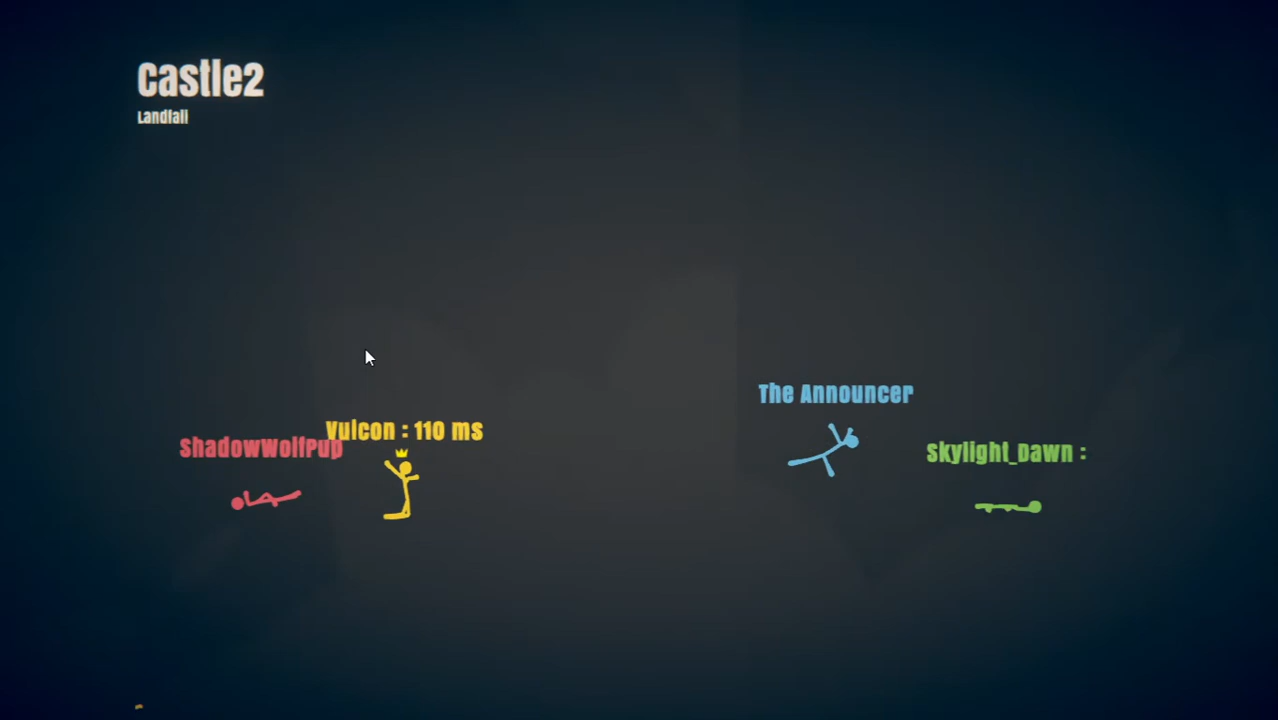 Castle2
Landfall
The Announcer
Vulcon : 110 ms
ShadowWolfPup
skylight_Dawn :